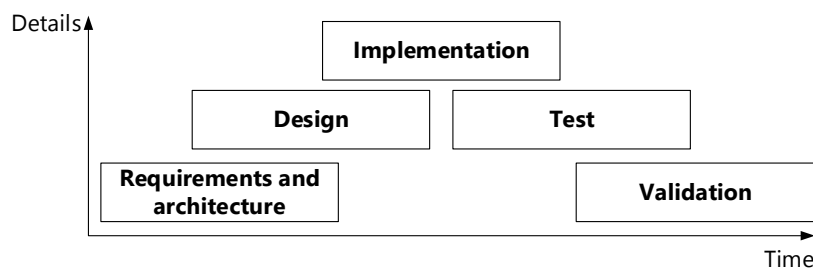 Details
Implementation
Design
Test
Requirements and
architecture
Validation
Time